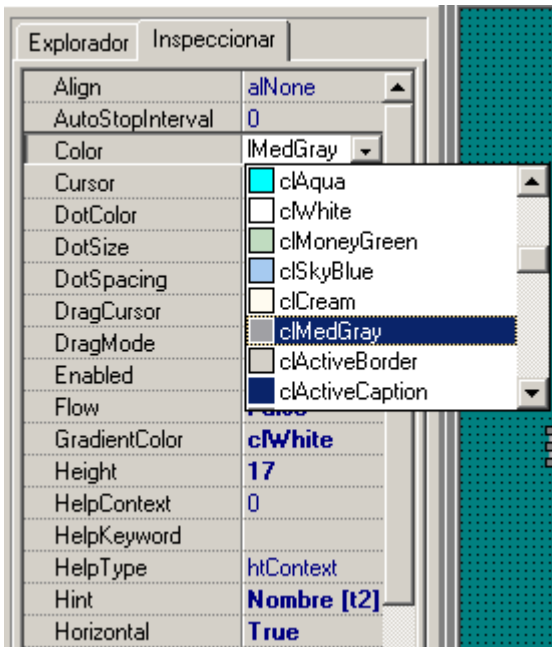 Explorador Inspeccionar
Align alNone
AutoStopInterval 0
Color lMedGray
Cursor clAqua
DotColor clWhite
DotSize clMoneyGreen
DotSpacing clSkyBlue
DragCursor clCream
DragMode clMedGray
Enabled clActiveBorder
Flow clActiveCaption
GradientColor clWhite
Height 17
HelpContext 0
HelpKeyword
HelpType htContext
Hint Nombre [t2]
Horizontal True